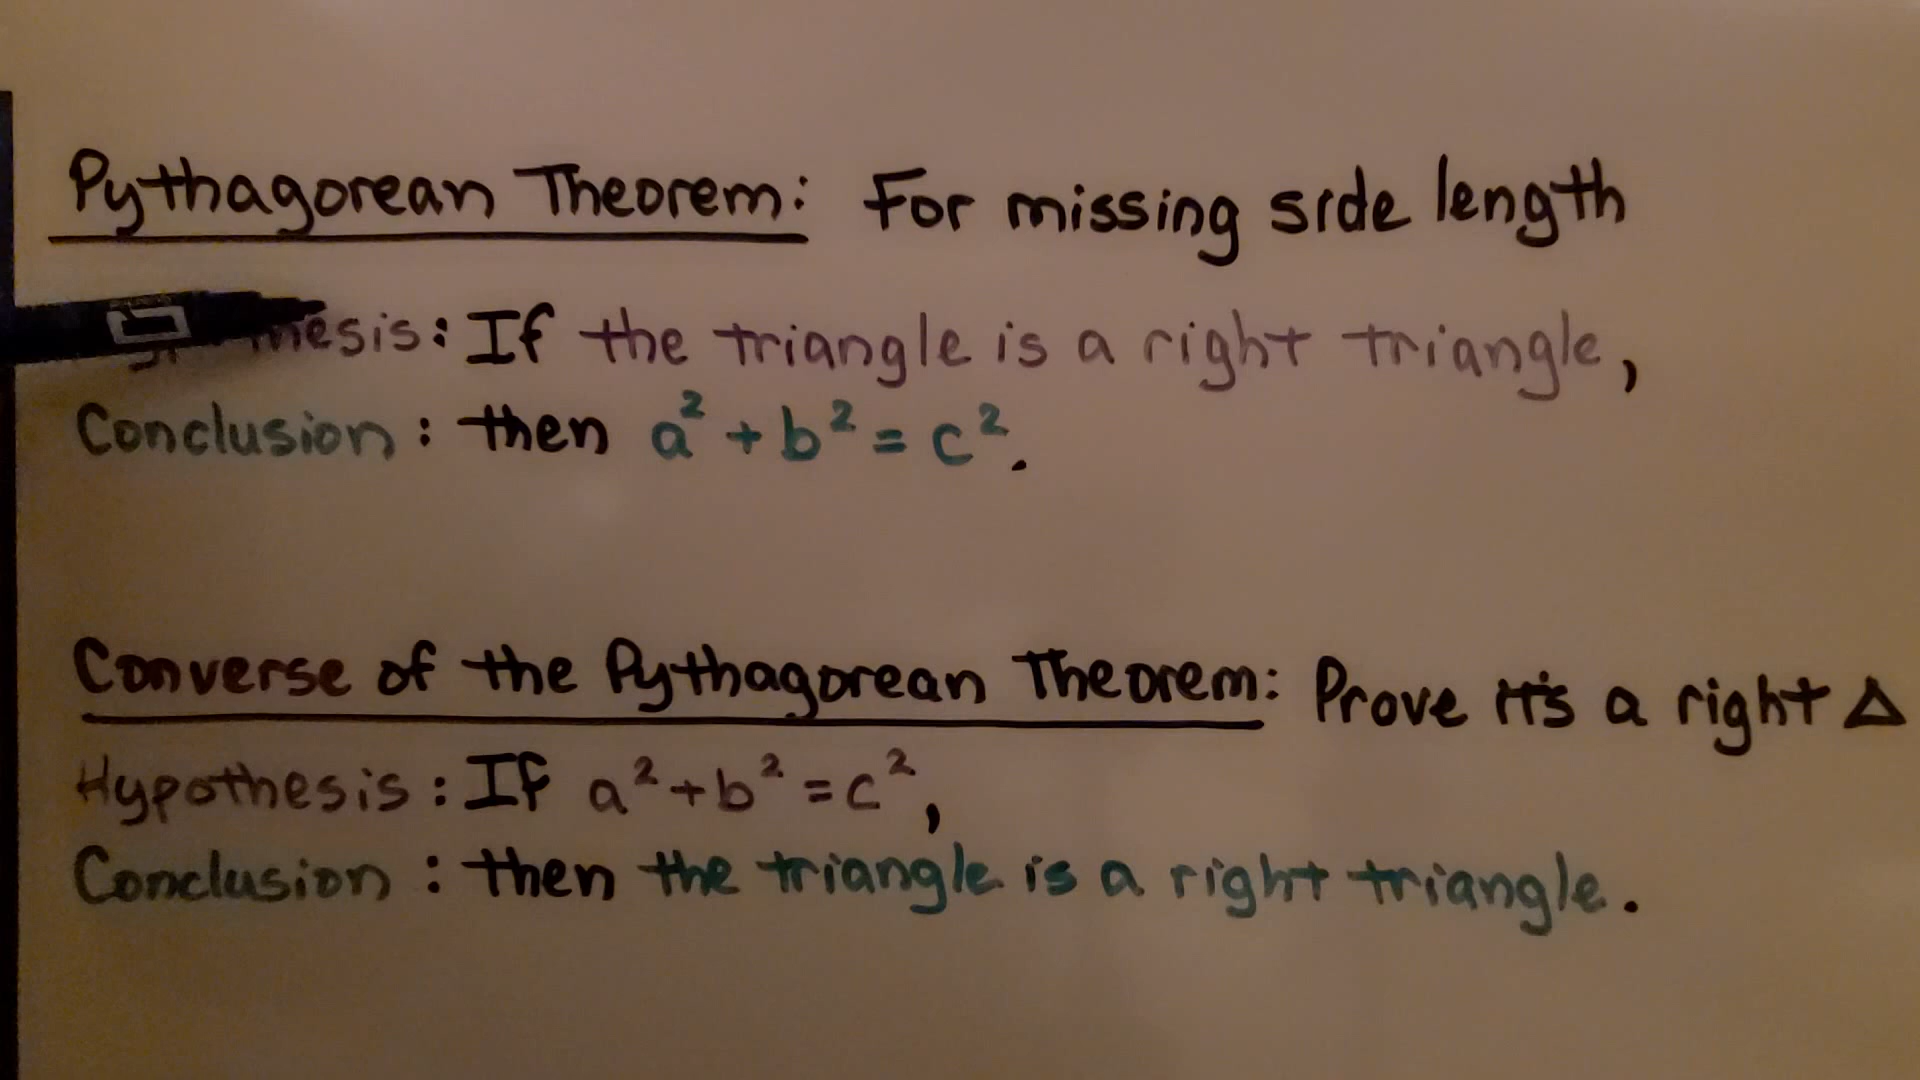 Pythagorean Theorem: For missing side length
: If the triangle is a right triangle,
Conclusion: then a² + b² = c².
Converse of the Pythagorean Theorem: Prove it's a right △
Hypothesis: If a² + b² = c²,
Conclusion: then the triangle is a right triangle.